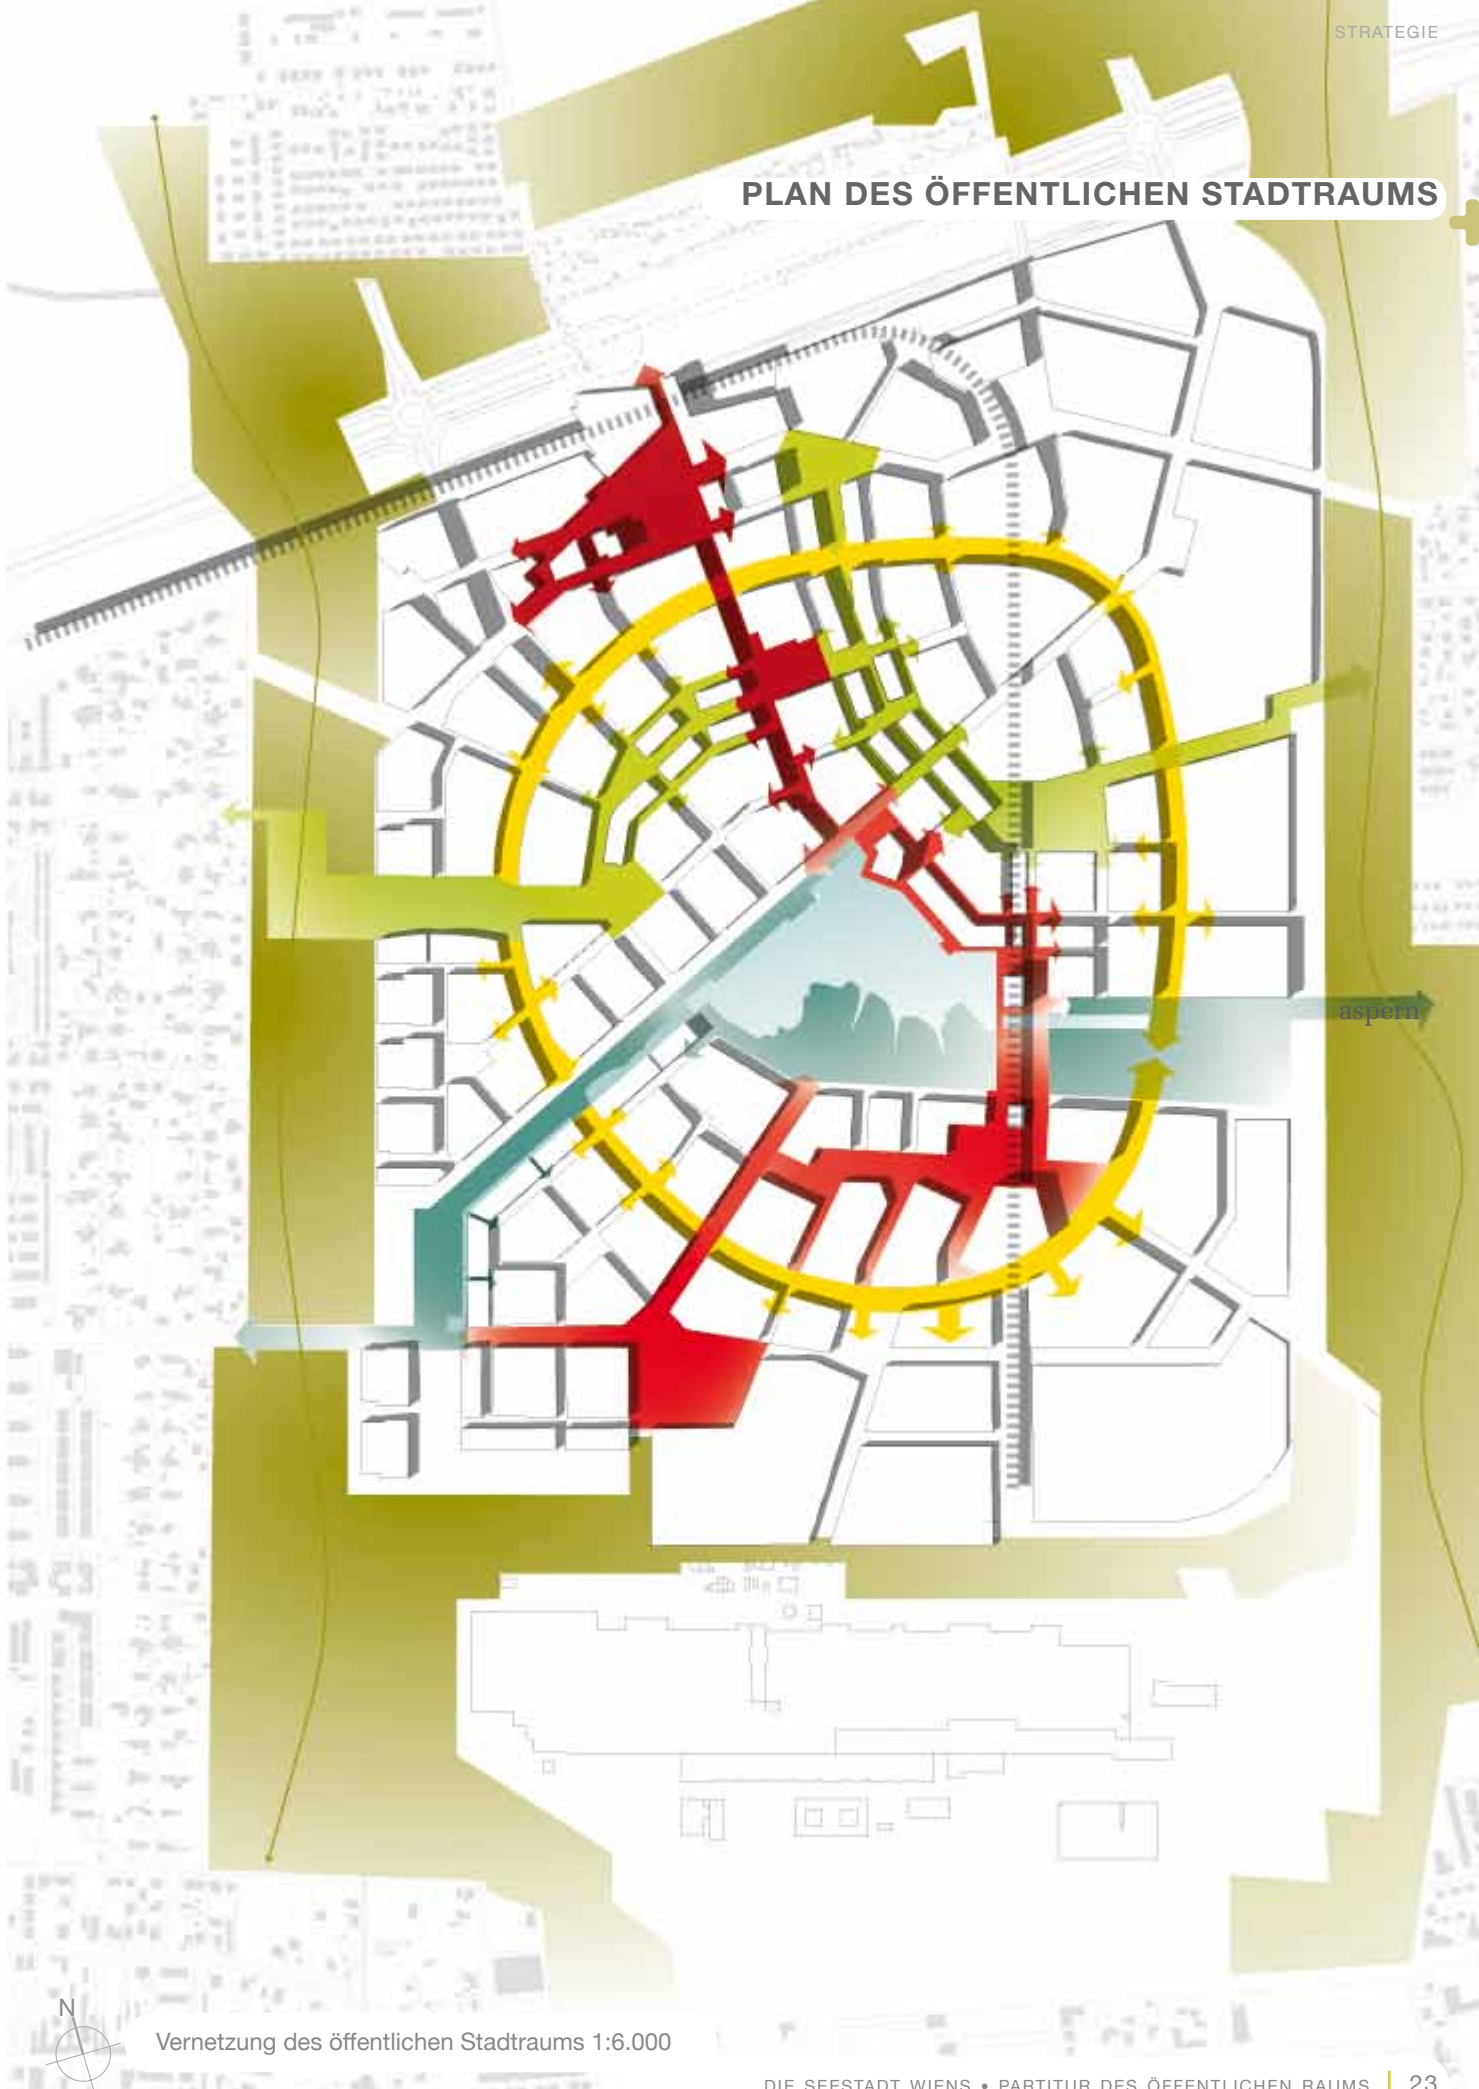 STRATEGIE
PLAN DES ÖFFENTLICHEN STADTRAUMS
aspern
N
Vernetzung des öffentlichen Stadtraums 1:6.000
DIE SEESTADT WIENS • PARTITUR DES ÖFFENTLICHEN RAUMS | 23